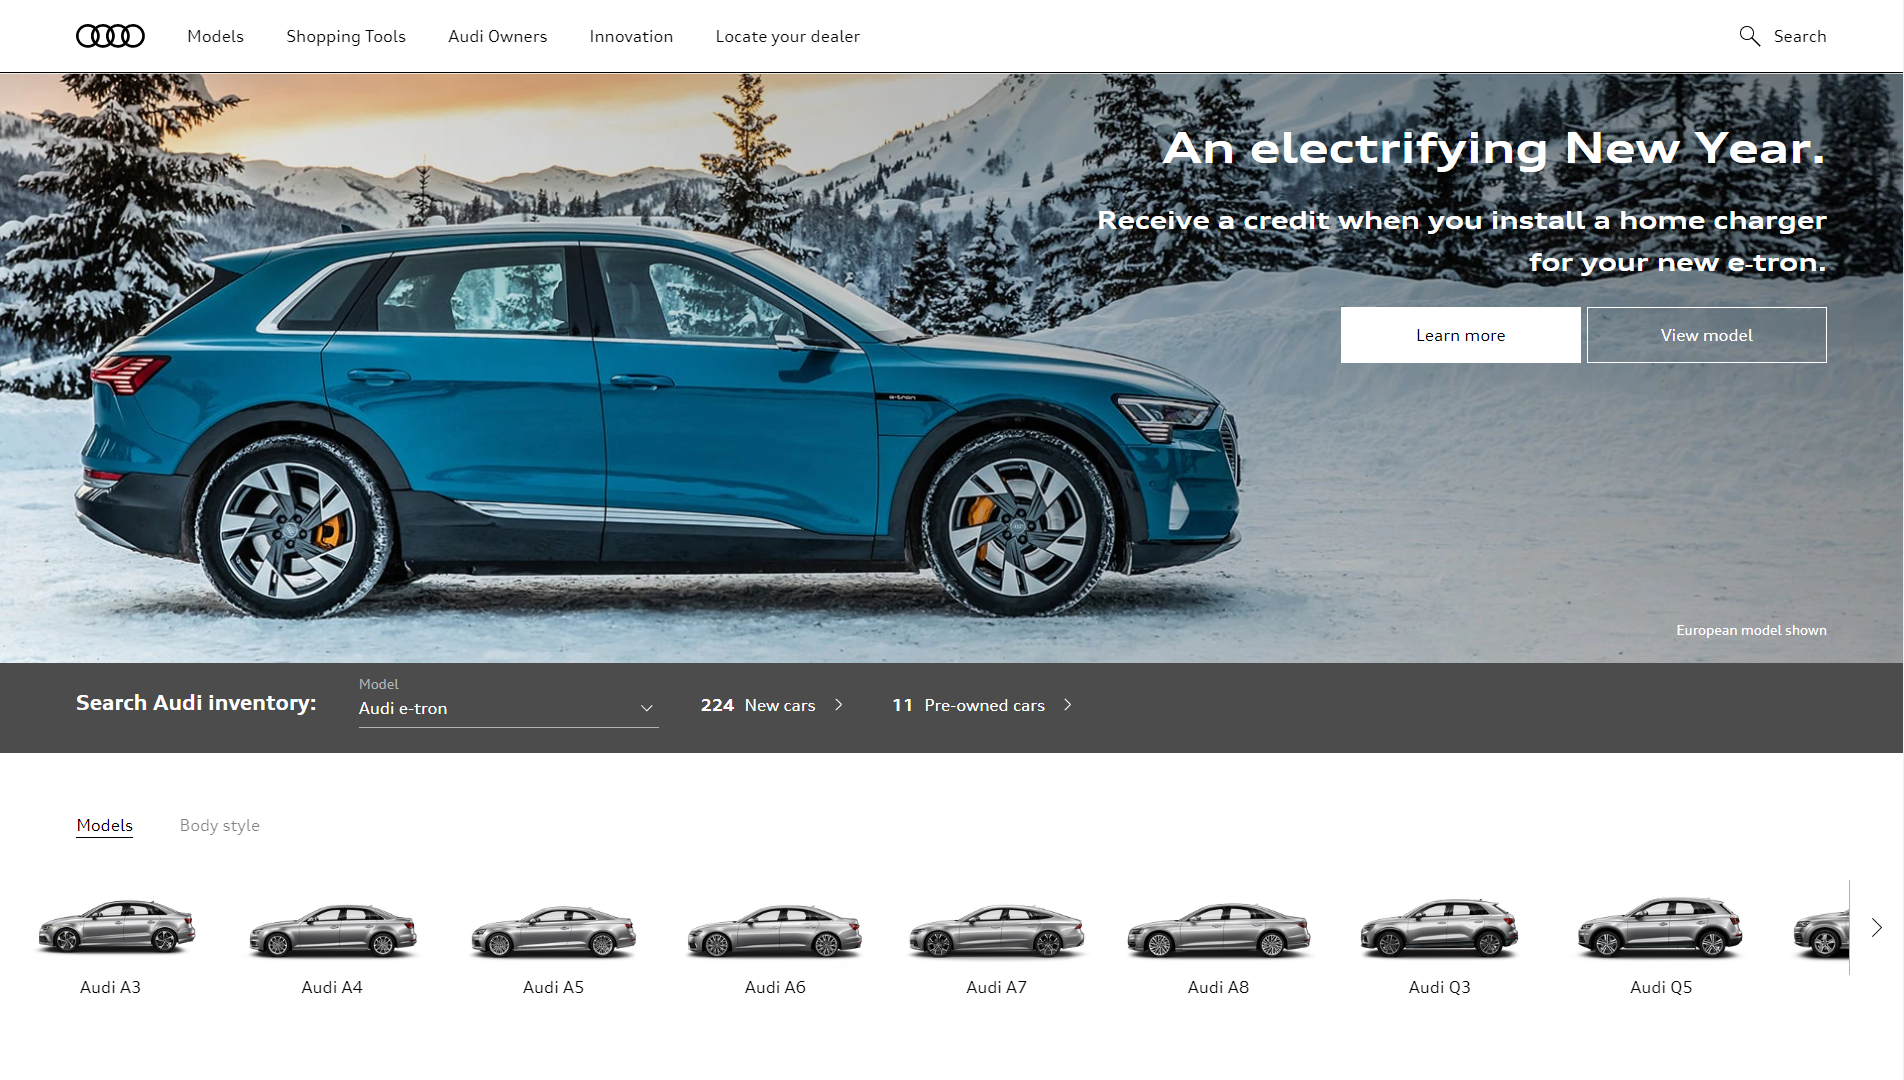 Models
Shopping Tools
Audi Owners
Innovation
Locate your dealer
Search
An electrifying New Year.
Receive a credit when you install a home charger
for your new e-tron.
Learn more
View model
e-tron
European model shown
Search Audi inventory:
Model
Audi e-tron
224 New cars
11 Pre-owned cars
Models
Body style
Audi A3
Audi A4
Audi A5
Audi A6
Audi A7
Audi A8
Audi Q3
Audi Q5